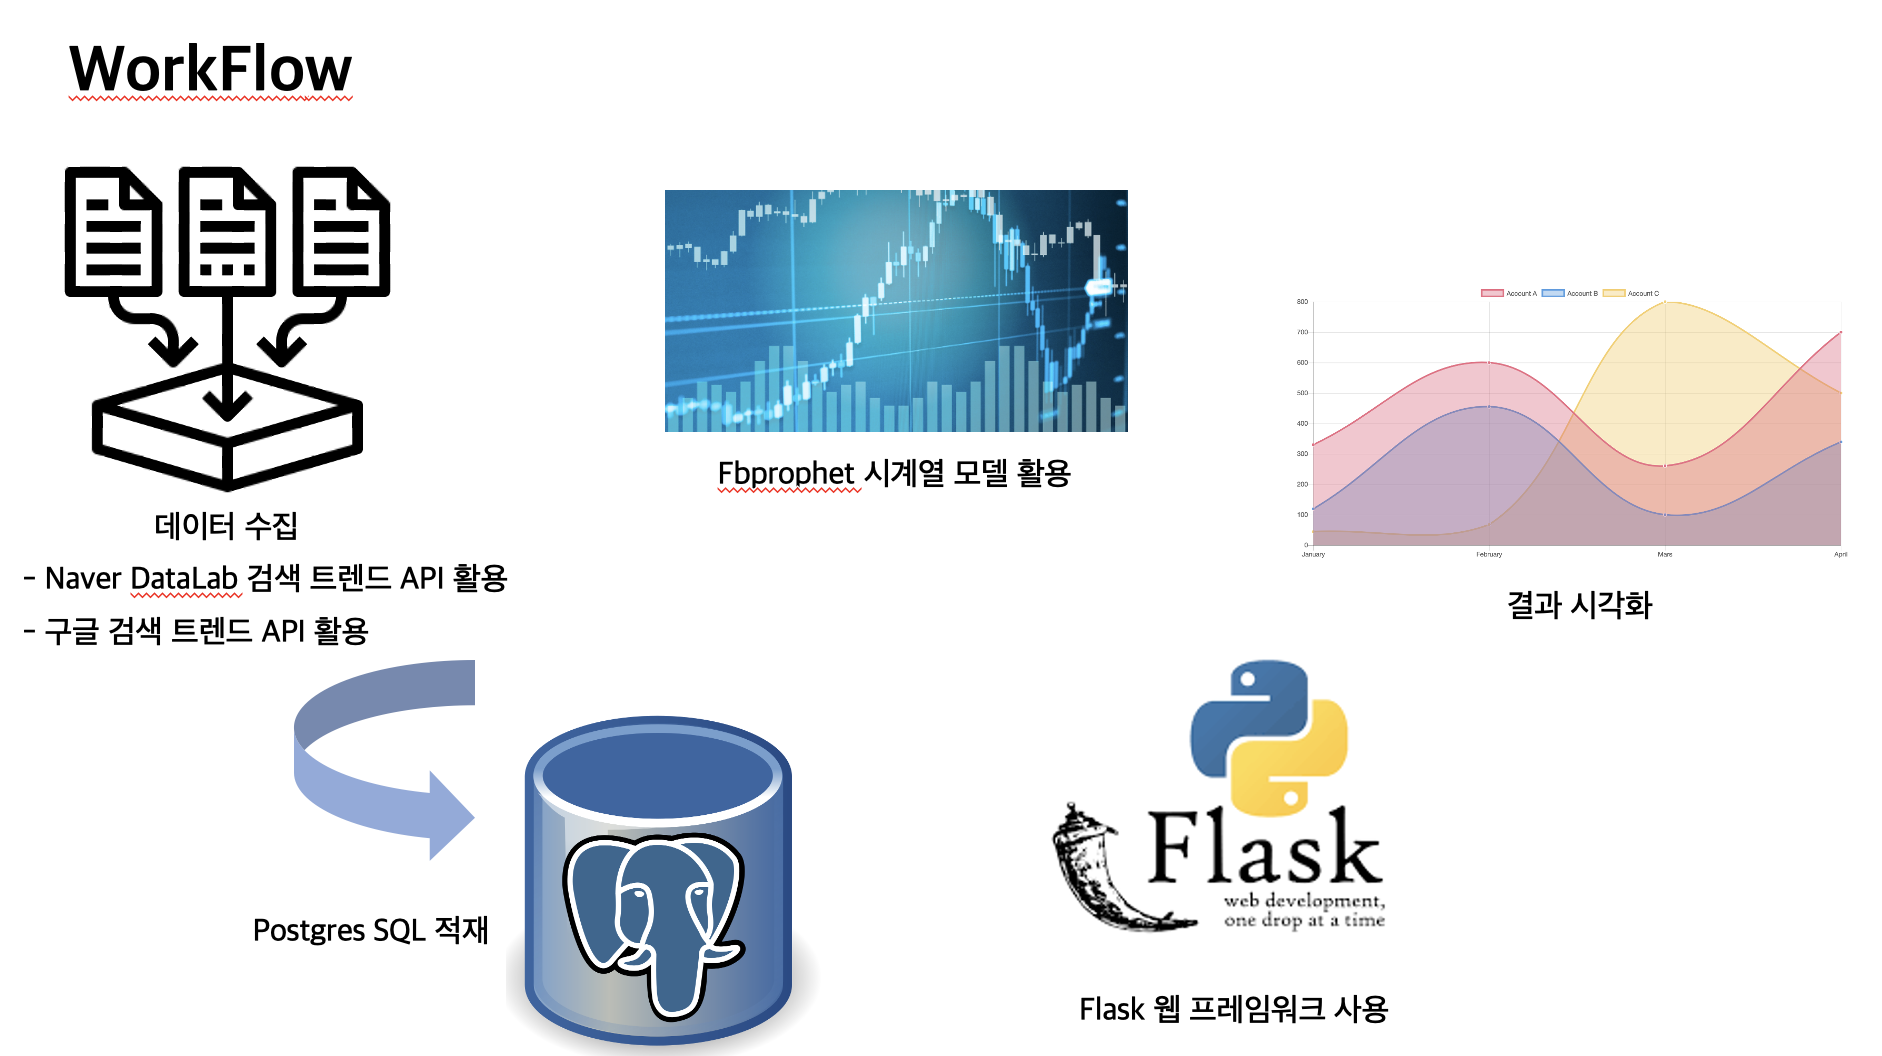 WorkFlow
데이터 수집
- Naver DataLab 검색 트렌드 API 활용
- 구글 검색 트렌드 API 활용
Postgres SQL 적재
Fbprophet 시계열 모델 활용
Flask
web development,
one drop at a time
Flask 웹 프레임워크 사용
Account A Account B Account C
800
700
600
500
400
300
200
100
0
January February Mars April
결과 시각화